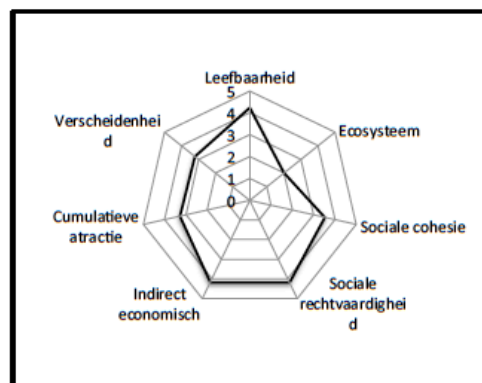 Leefbaarheid
Ecosysteem
Sociale cohesie
Sociale
rechtvaardighei
d
Indirect
economisch
Cumulatieve
atractie
Verscheidenhei
d
5
4
3
2
1
0